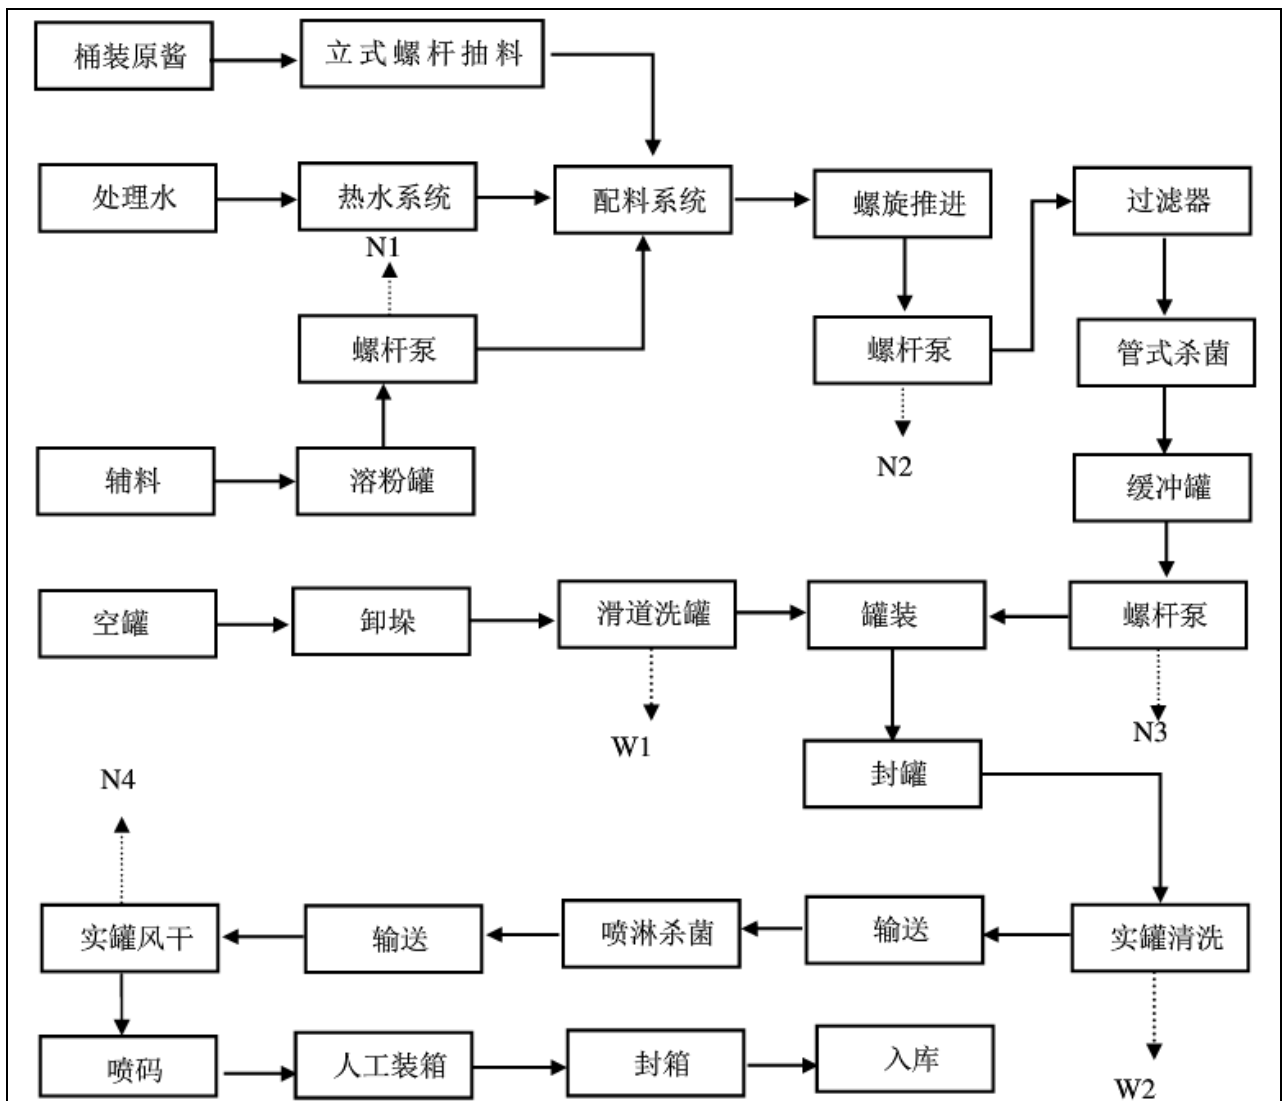 桶装原酱
立式螺杆抽料
处理水
热水系统
配料系统
螺旋推进
过滤器
N1
螺杆泵
螺杆泵
管式杀菌
N2
辅料
溶粉罐
缓冲罐
空罐
卸垛
滑道洗罐
罐装
螺杆泵
W1
N3
N4
封罐
实罐风干
输送
喷淋杀菌
输送
实罐清洗
喷码
人工装箱
封箱
入库
W2